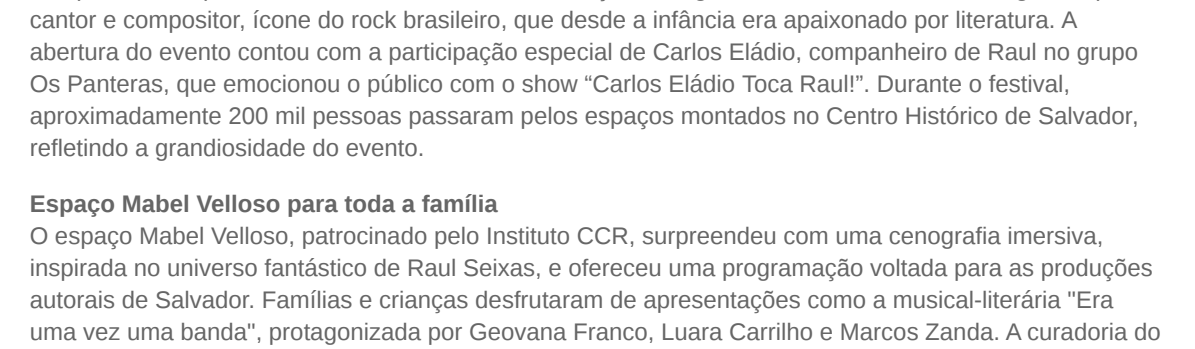 cantor e compositor, ícone do rock brasileiro, que desde a infância era apaixonado por literatura. A
abertura do evento contou com a participação especial de Carlos Eládio, companheiro de Raul no grupo
Os Panteras, que emocionou o público com o show “Carlos Eládio Toca Raul!”. Durante o festival,
aproximadamente 200 mil pessoas passaram pelos espaços montados no Centro Histórico de Salvador,
refletindo a grandiosidade do evento.
Espaço Mabel Velloso para toda a família
O espaço Mabel Velloso, patrocinado pelo Instituto CCR, surpreendeu com uma cenografia imersiva,
inspirada no universo fantástico de Raul Seixas, e ofereceu uma programação voltada para as produções
autorais de Salvador. Famílias e crianças desfrutaram de apresentações como a musical-literária "Era
uma vez uma banda", protagonizada por Geovana Franco, Luara Carrilho e Marcos Zanda. A curadoria do